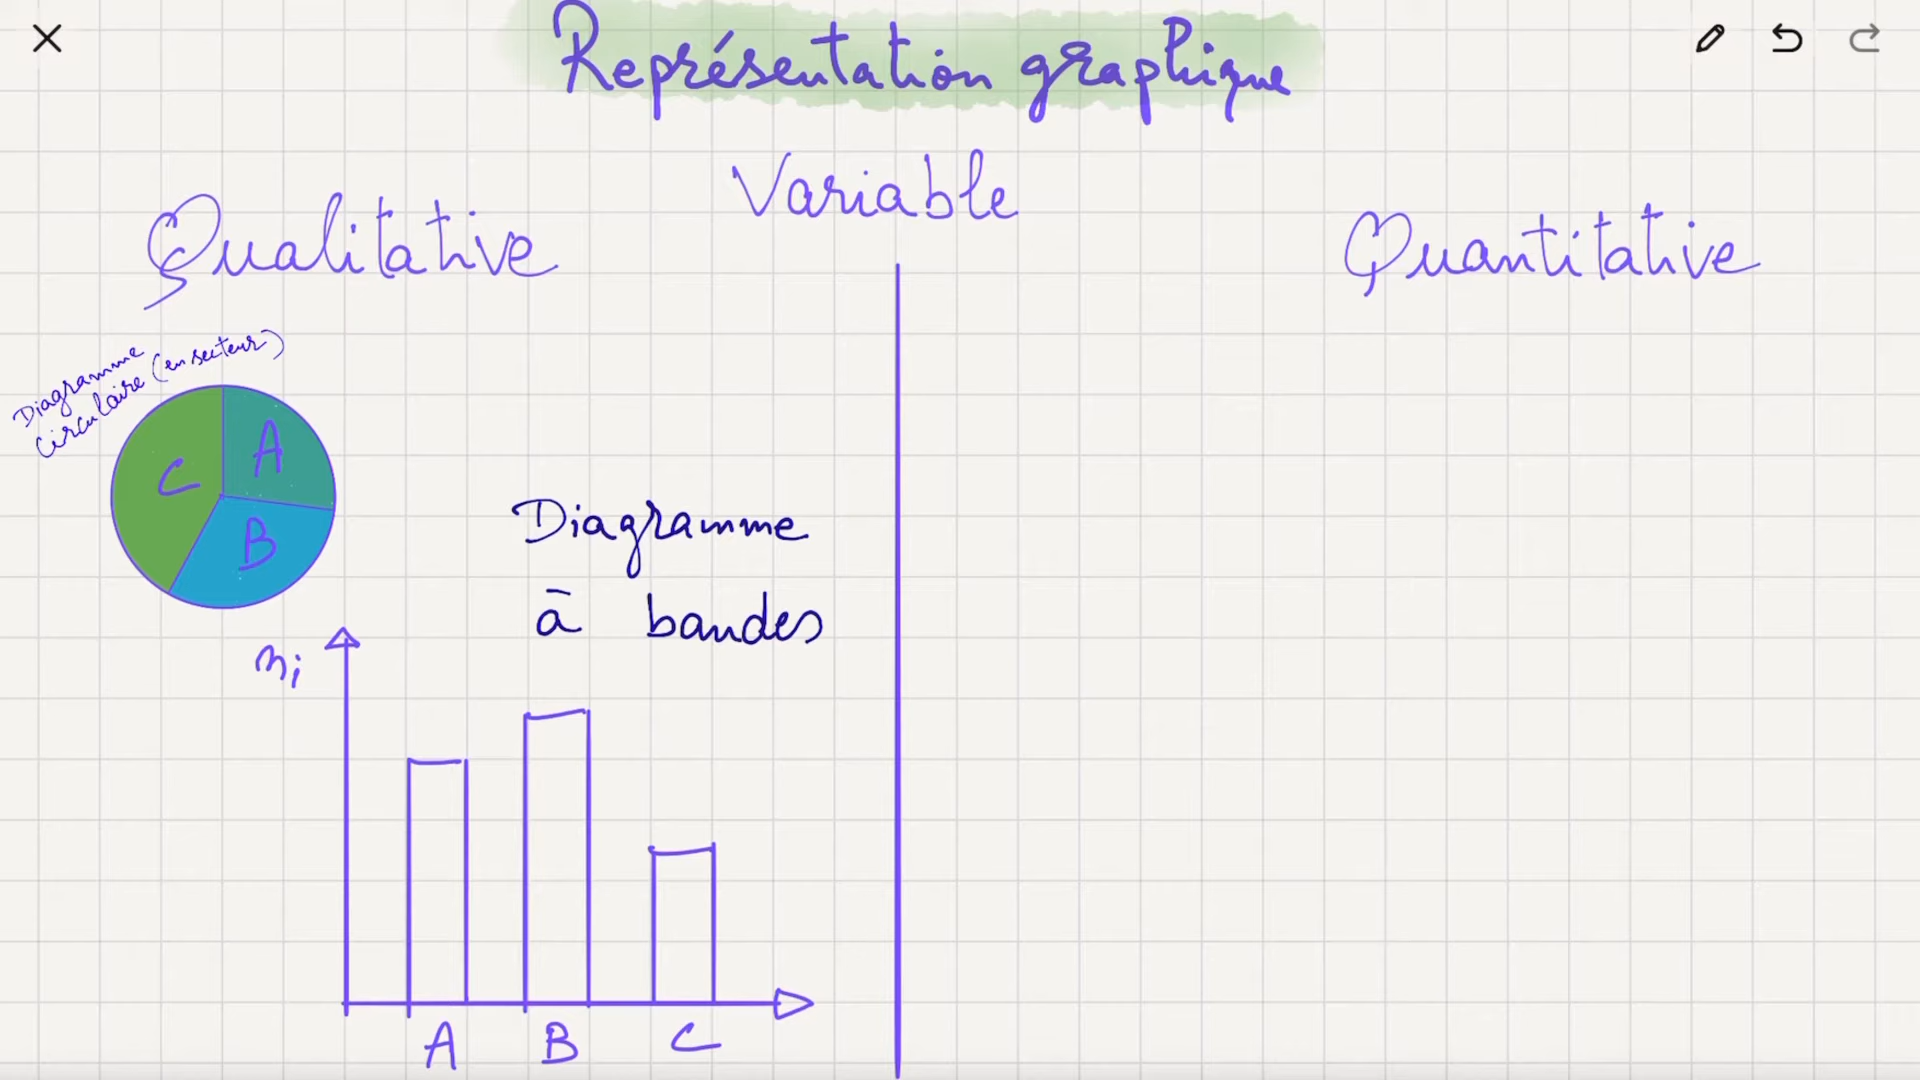 Représentation graphique
Variable
Qualitative
Quantitative
Diagramme
circulaire (en secteur)
A
B
C
Diagramme
à bandes
ni
A B C